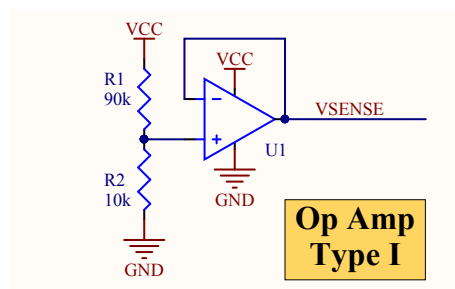 VCC
R1
90k
VCC
−
+
VSENSE
U1
R2
10k
GND
GND
Op Amp
Type I